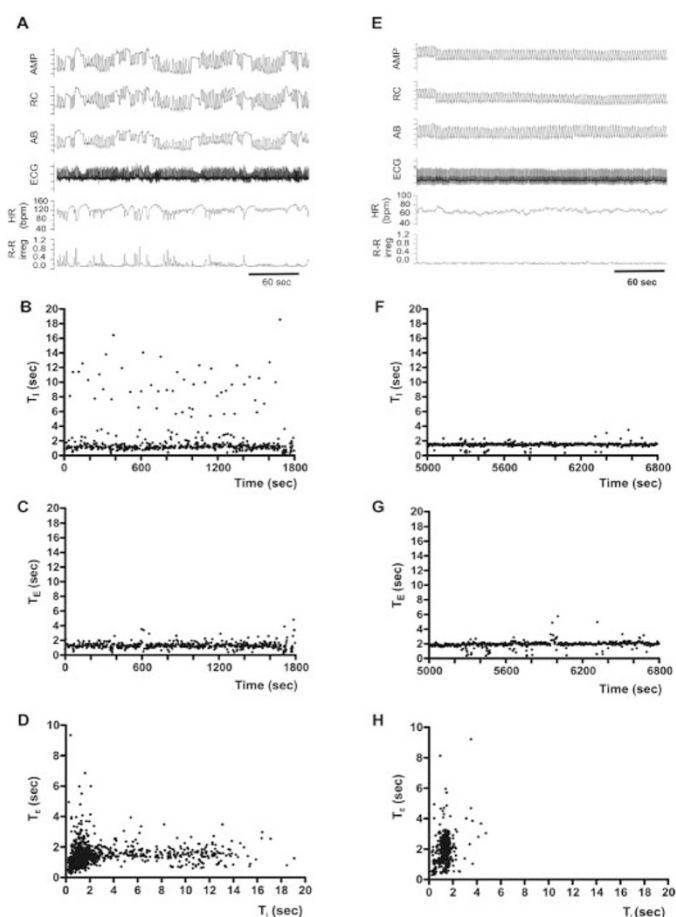 A
AMP
RC
AB
ECG
HR
(bpm)
160
120
80
40
R-R
irreg
1.2
0.8
0.4
0.0
60 sec
B
T_I (sec)
20
18
16
14
12
10
8
6
4
2
0
0 600 1200 1800
Time (sec)
C
T_E (sec)
20
18
16
14
12
10
8
6
4
2
0
0 600 1200 1800
Time (sec)
D
T_E (sec)
10
8
6
4
2
0
0 2 4 6 8 10 12 14 16 18 20
T_I (sec)
E
AMP
RC
AB
ECG
HR
(bpm)
100
80
60
40
R-R
irreg
1.2
0.8
0.4
0.0
60 sec
F
T_I (sec)
20
18
16
14
12
10
8
6
4
2
0
5000 5600 6200 6800
Time (sec)
G
T_E (sec)
20
18
16
14
12
10
8
6
4
2
0
5000 5600 6200 6800
Time (sec)
H
T_E (sec)
10
8
6
4
2
0
0 2 4 6 8 10 12 14 16 18 20
T_I (sec)